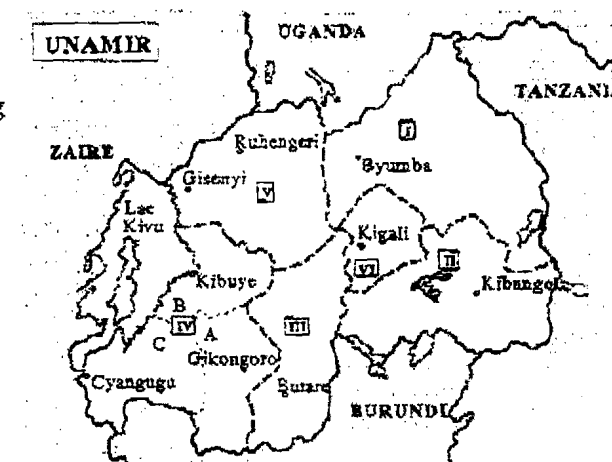 UGANDA
UNAMIR
TANZANI
I
ZAIRE
Ruhengeri
Byumba
Gisenyi
V
Lac
Kivu
Kigali
VI
II
Kibuye
Kibungo
B
IV
A
III
C
Gikongoro
Cyangugu
Butare
BURUNDI